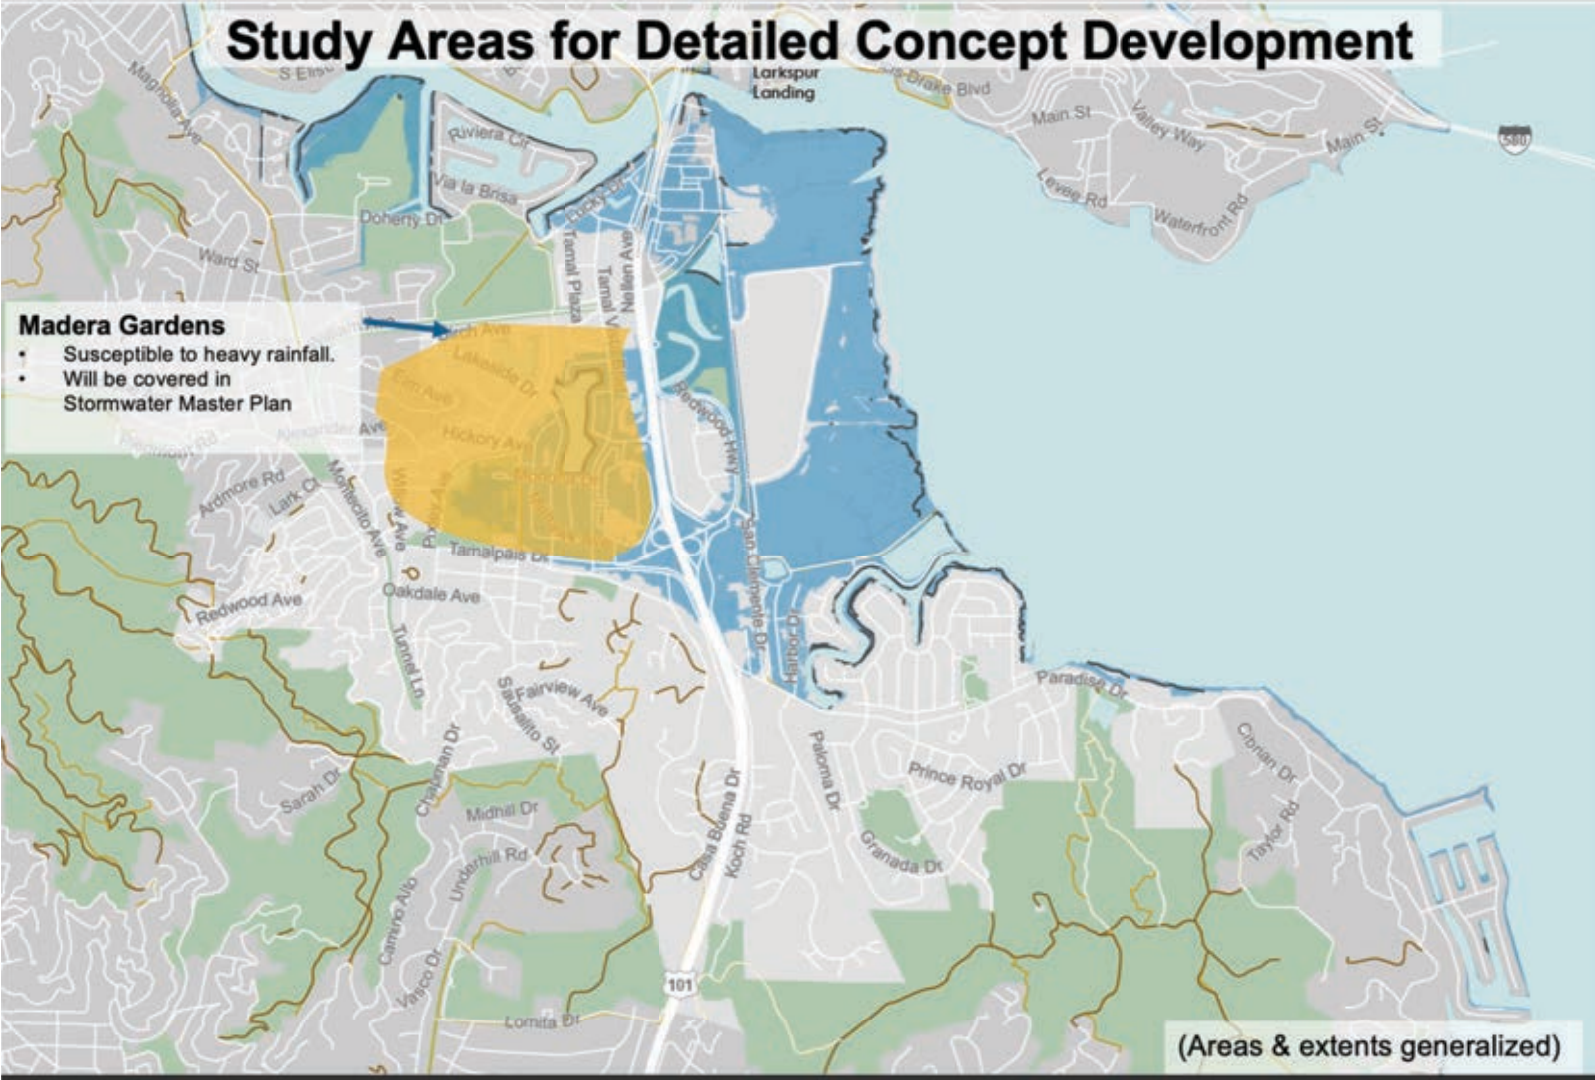 Study Areas for Detailed Concept Development
Larkspur
Landing
Magnolia Ave
Riviera Cir
Via la Brisa
Doherty Dr
Lucky Dr
Ward St
Tamal Plaza
Nellen Ave
Main St
Valley Way
Main St
580
Levee Rd
Waterfront Rd
Madera Gardens
• Susceptible to heavy rainfall.
• Will be covered in
Stormwater Master Plan
Lakeside Dr
Elm Ave
Hickory Ave
Alexander Ave
Piedmont Rd
Redwood Hwy
Ardmore Rd
Lark Ct
Montecito Ave
Tamalpais Dr
San Clemente Dr
Harbor Dr
Redwood Ave
Oakdale Ave
Tunnel Ln
Fairview Ave
Sausalito St
Paradise Dr
Chapman Dr
Sarah Dr
Midhill Dr
Underhill Rd
Casa Buena Dr
Koch Rd
Paloma Dr
Prince Royal Dr
Granada Dr
Cibrian Dr
Taylor Rd
Camino Alto
Vasco Dr
101
Lomita Dr
(Areas & extents generalized)